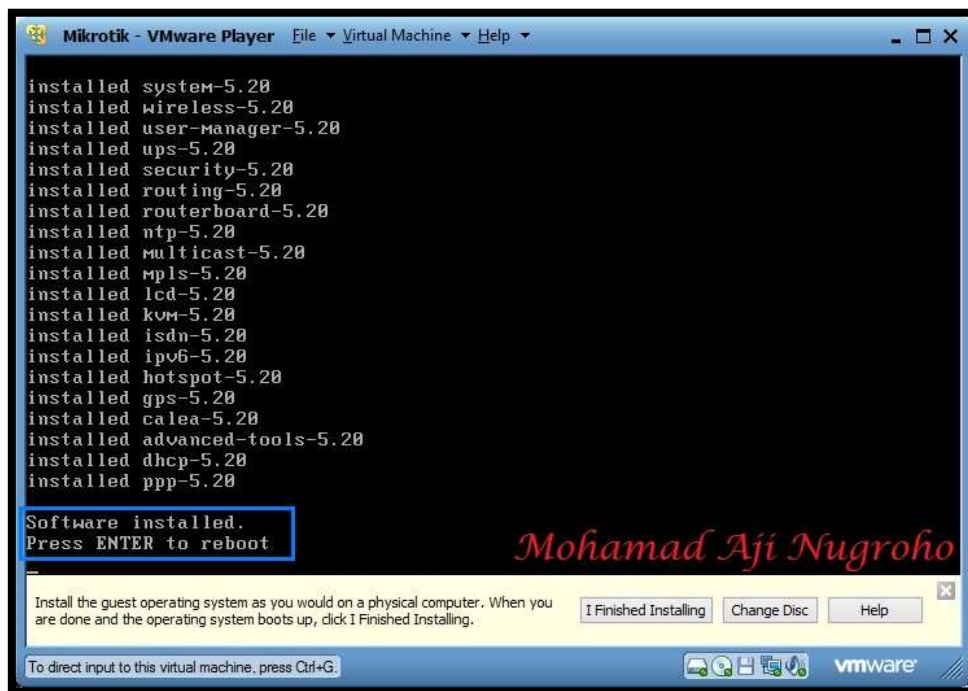 Mikrotik - VMware Player File Virtual Machine Help
installed system-5.20
installed wireless-5.20
installed user-manager-5.20
installed ups-5.20
installed security-5.20
installed routing-5.20
installed routerboard-5.20
installed ntp-5.20
installed multicast-5.20
installed mpls-5.20
installed lcd-5.20
installed kvm-5.20
installed isdn-5.20
installed ipv6-5.20
installed hotspot-5.20
installed gps-5.20
installed calea-5.20
installed advanced-tools-5.20
installed dhcp-5.20
installed ppp-5.20
Software installed.
Press ENTER to reboot
Mohamad Aji Nugroho
Install the guest operating system as you would on a physical computer. When you
are done and the operating system boots up, click I Finished Installing.
I Finished Installing Change Disc Help
To direct input to this virtual machine, press Ctrl+G.
vmware